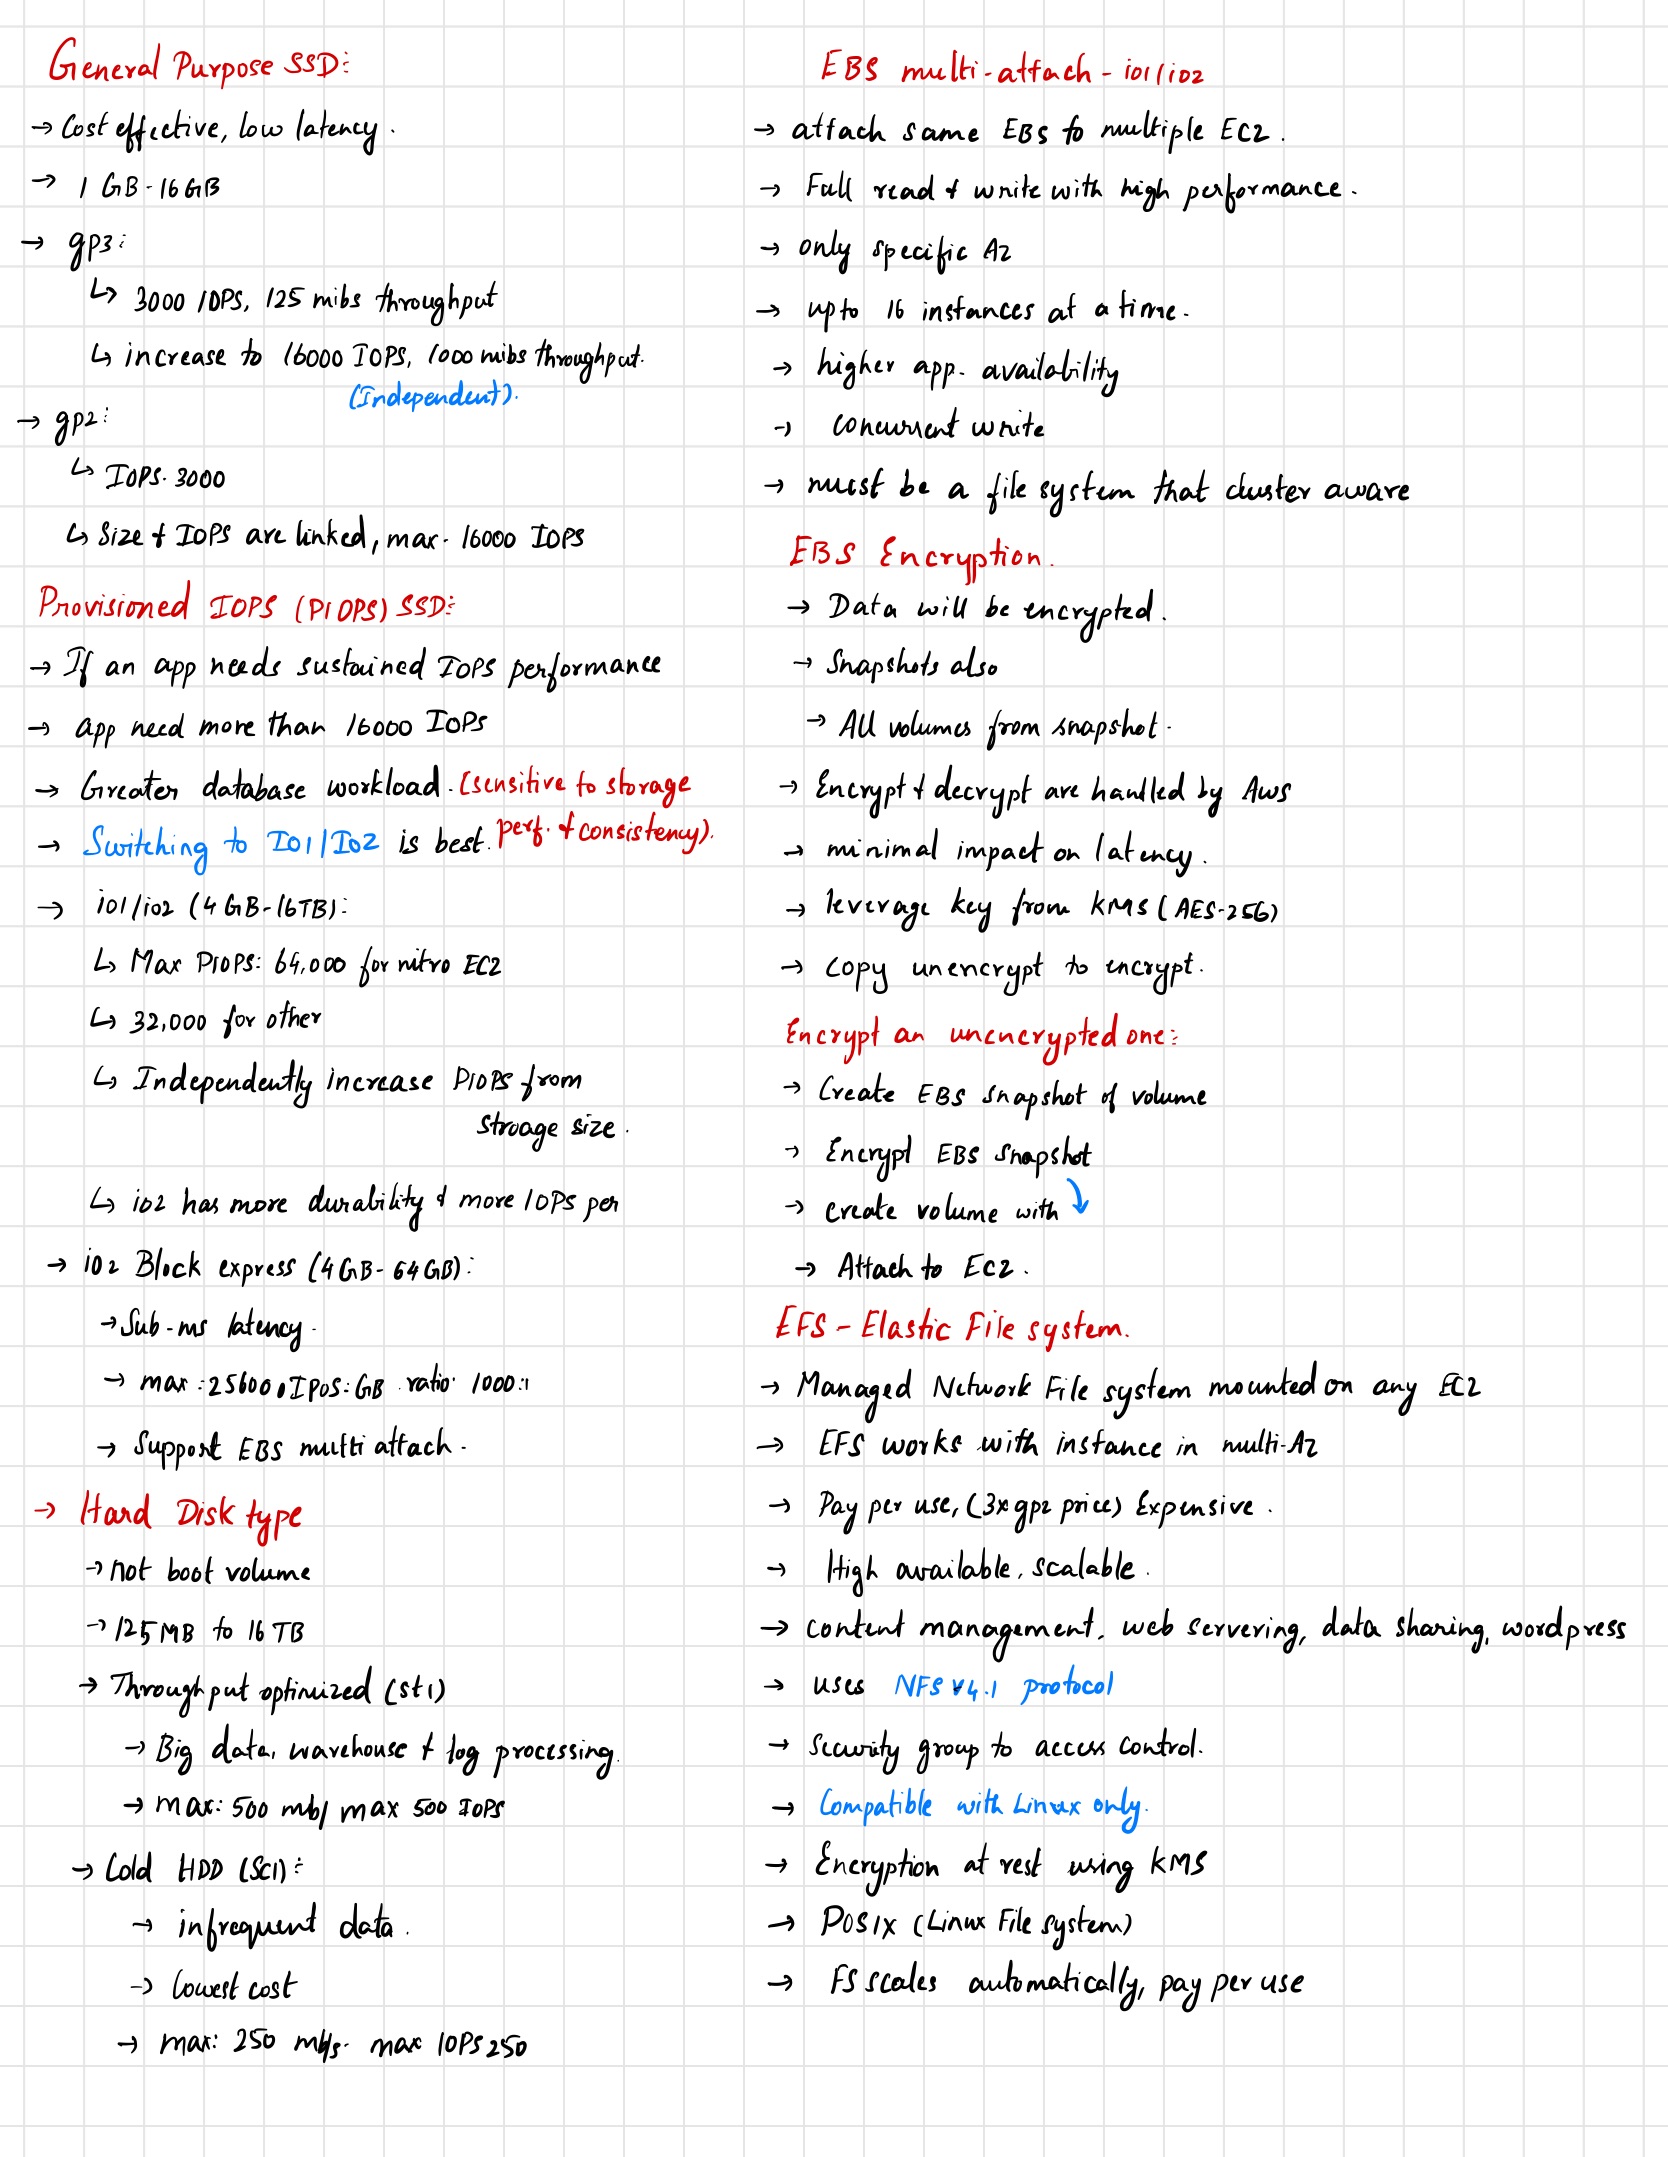 General Purpose SSD:
→ Cost effective, low latency.
→ 1 GB - 16 GB
→ gp3:
↳ 3000 IOPS, 125 mibs throughput
↳ increase to 16000 IOPS, 1000 mibs throughput.
(Independent).
→ gp2:
↳ IOPS. 3000
↳ Size & IOPS are linked, max. 16000 IOPS
Provisioned IOPS (PIOPS) SSD:
→ If an app needs sustained IOPS performance
→ app need more than 16000 IOPS
→ Greater database workload. (sensitive to storage
perf. & consistency).
→ Switching to IO1/IO2 is best.
→ io1/io2 (4 GB-16TB):
↳ Max PIOPS: 64,000 for nitro EC2
↳ 32,000 for other
↳ Independently increase PIOPS from
stroage size.
↳ io2 has more durability & more IOPS per
→ io2 Block express (4GB-64GB):
→ Sub-ms latency.
→ max: 256000 IPOS:GB ratio 1000:1
→ Support EBS multi attach.
→ Hard Disk type
→ not boot volume
→ 125 MB to 16 TB
→ Throughput optimized (st1)
→ Big data, warehouse & log processing.
→ max: 500 mb/ max 500 IOPS
→ Cold HDD (SC1):
→ infrequent data.
→ lowest cost
→ max: 250 mb/s. max IOPS 250
EBS multi-attach - io1/io2
→ attach same EBS to multiple EC2.
→ Full read & write with high performance.
→ only specific AZ
→ upto 16 instances at a time.
→ higher app. availability
→ concurrent write
→ must be a file system that cluster aware
EBS Encryption.
→ Data will be encrypted.
→ Snapshots also
→ All volumes from snapshot.
→ Encrypt & decrypt are handled by Aws
→ minimal impact on latency.
→ leverage key from KMS (AES-256)
→ copy unencrypt to encrypt.
Encrypt an unencrypted one:
→ Create EBS snapshot of volume
→ Encrypt EBS snapshot
→ create volume with ↓
→ Attach to EC2.
EFS - Elastic File system.
→ Managed Network File system mounted on any EC2
→ EFS works with instance in multi-AZ
→ Pay per use, (3x gp2 price) Expensive.
→ High available, scalable.
→ content management, web servering, data sharing, wordpress
→ uses NFS v4.1 protocol
→ Security group to access control.
→ Compatible with Linux only.
→ Encryption at rest using KMS
→ POSIX (Linux File system)
→ FS scales automatically, pay per use